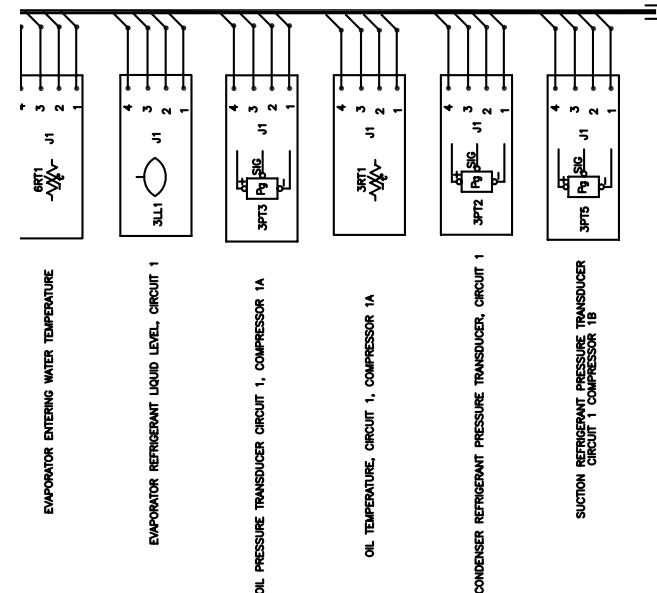 4 3 2 1
J1
6RT1
EVAPORATOR ENTERING WATER TEMPERATURE
4 3 2 1
J1
3LL1
EVAPORATOR REFRIGERANT LIQUID LEVEL, CIRCUIT 1
4 3 2 1
J1
SIG
Pg
3PT3
OIL PRESSURE TRANSDUCER CIRCUIT 1, COMPRESSOR 1A
4 3 2 1
J1
3RT1
OIL TEMPERATURE, CIRCUIT 1, COMPRESSOR 1A
4 3 2 1
J1
SIG
Pg
3PT2
CONDENSER REFRIGERANT PRESSURE TRANSDUCER, CIRCUIT 1
4 3 2 1
J1
SIG
Pg
3PT5
SUCTION REFRIGERANT PRESSURE TRANSDUCER
CIRCUIT 1 COMPRESSOR 1B